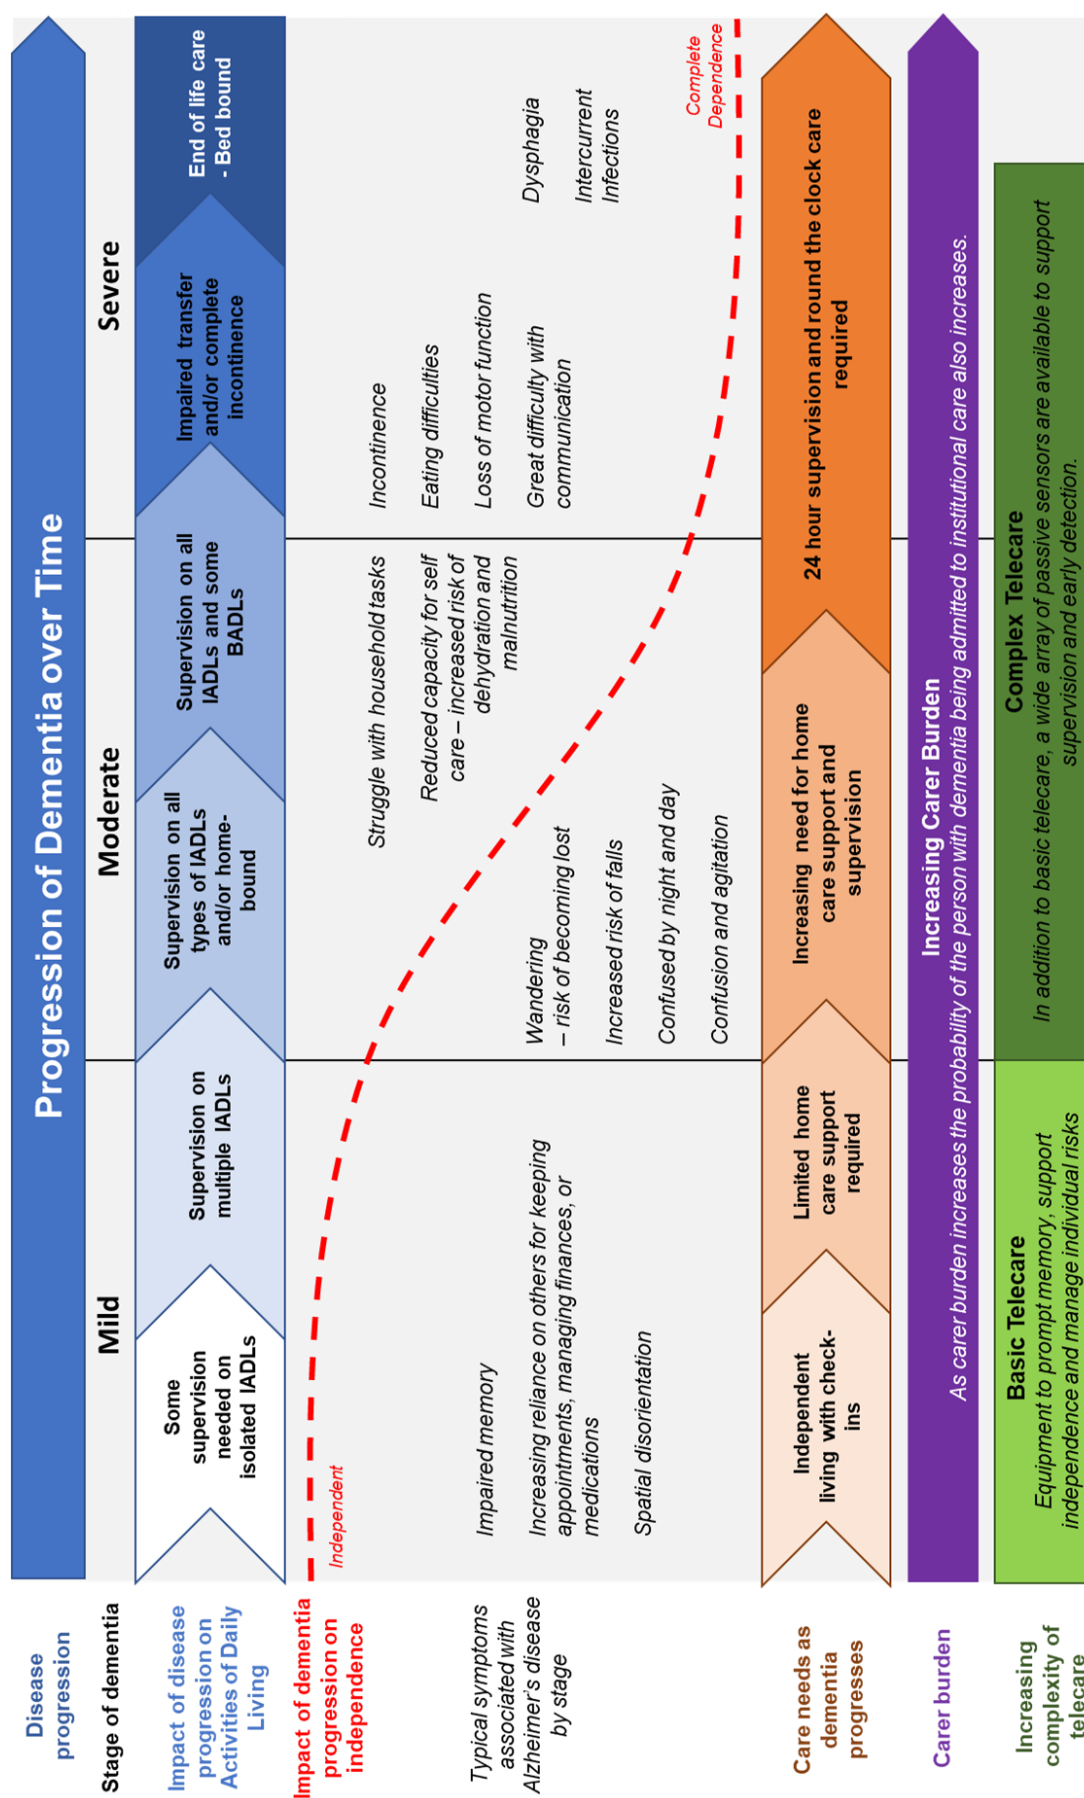 Disease
progression
Progression of Dementia over Time
Stage of dementia
Mild
Moderate
Severe
Impact of disease
progression on
Activities of Daily
Living
Some
supervision
needed on
isolated IADLs
Supervision on
multiple IADLs
Supervision on all
types of IADLs
and/or home-
bound
Supervision on all
IADLs and some
BADLs
Impaired transfer
and/or complete
incontinence
End of life care
- Bed bound
Impact of dementia
progression on
independence
Independent
Complete
Dependence
Typical symptoms
associated with
Alzheimer's disease
by stage
Impaired memory
Increasing reliance on others for keeping
appointments, managing finances, or
medications
Spatial disorientation
Struggle with household tasks
Reduced capacity for self
care – increased risk of
dehydration and
malnutrition
Wandering
– risk of becoming lost
Increased risk of falls
Confused by night and day
Confusion and agitation
Incontinence
Eating difficulties
Loss of motor function
Great difficulty with
communication
Dysphagia
Intercurrent
Infections
Care needs as
dementia
progresses
Independent
living with check-
ins
Limited home
care support
required
Increasing need for home
care support and
supervision
24 hour supervision and round the clock care
required
Carer burden
Increasing Carer Burden
As carer burden increases the probability of the person with dementia being admitted to institutional care also increases.
Increasing
complexity of
telecare
Basic Telecare
Equipment to prompt memory, support
independence and manage individual risks
Complex Telecare
In addition to basic telecare, a wide array of passive sensors are available to support
supervision and early detection.